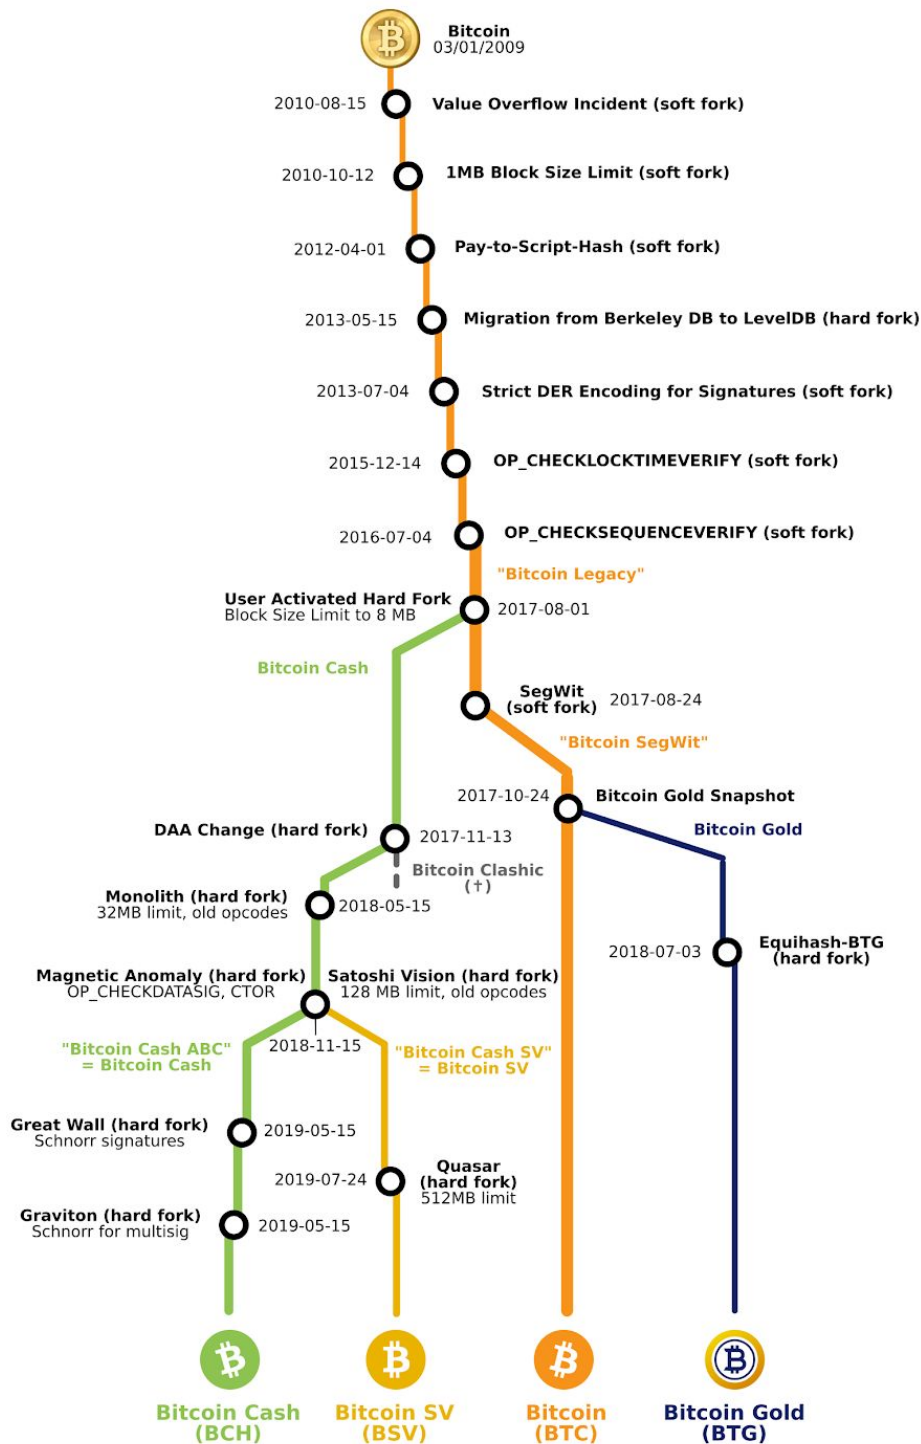 Bitcoin
03/01/2009
2010-08-15
Value Overflow Incident (soft fork)
2010-10-12
1MB Block Size Limit (soft fork)
2012-04-01
Pay-to-Script-Hash (soft fork)
2013-05-15
Migration from Berkeley DB to LevelDB (hard fork)
2013-07-04
Strict DER Encoding for Signatures (soft fork)
2015-12-14
OP_CHECKLOCKTIMEVERIFY (soft fork)
2016-07-04
OP_CHECKSEQUENCEVERIFY (soft fork)
"Bitcoin Legacy"
User Activated Hard Fork
Block Size Limit to 8 MB
2017-08-01
Bitcoin Cash
SegWit
(soft fork)
2017-08-24
"Bitcoin SegWit"
2017-10-24
Bitcoin Gold Snapshot
Bitcoin Gold
DAA Change (hard fork)
2017-11-13
Bitcoin Clashic
(✝)
Monolith (hard fork)
32MB limit, old opcodes
2018-05-15
2018-07-03
Equihash-BTG
(hard fork)
Magnetic Anomaly (hard fork)
OP_CHECKDATASIG, CTOR
Satoshi Vision (hard fork)
128 MB limit, old opcodes
2018-11-15
"Bitcoin Cash ABC"
= Bitcoin Cash
"Bitcoin Cash SV"
= Bitcoin SV
Great Wall (hard fork)
Schnorr signatures
2019-05-15
2019-07-24
Quasar
(hard fork)
512MB limit
Graviton (hard fork)
Schnorr for multisig
2019-05-15
Bitcoin Cash
(BCH)
Bitcoin SV
(BSV)
Bitcoin
(BTC)
Bitcoin Gold
(BTG)